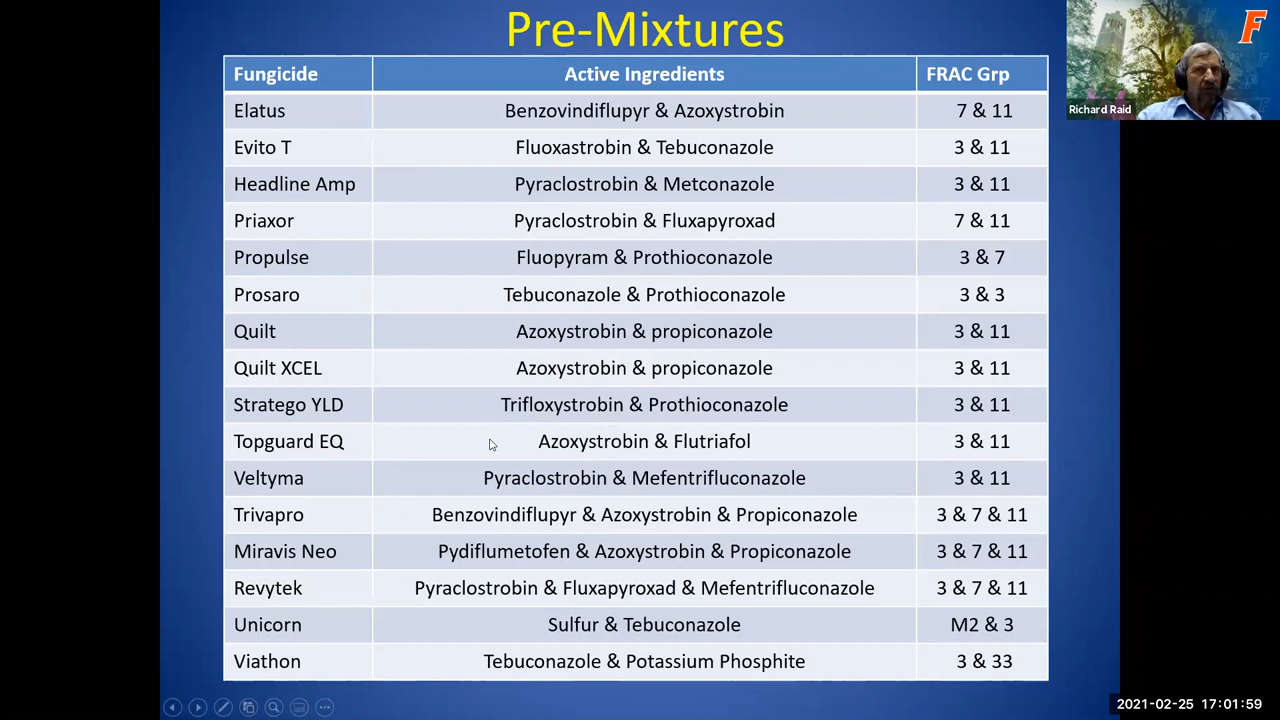 Pre-Mixtures
Fungicide Active Ingredients FRAC Grp
Elatus Benzovindiflupyr & Azoxystrobin 7 & 11
Evito T Fluoxastrobin & Tebuconazole 3 & 11
Headline Amp Pyraclostrobin & Metconazole 3 & 11
Priaxor Pyraclostrobin & Fluxapyroxad 7 & 11
Propulse Fluopyram & Prothioconazole 3 & 7
Prosaro Tebuconazole & Prothioconazole 3 & 3
Quilt Azoxystrobin & propiconazole 3 & 11
Quilt XCEL Azoxystrobin & propiconazole 3 & 11
Stratego YLD Trifloxystrobin & Prothioconazole 3 & 11
Topguard EQ Azoxystrobin & Flutriafol 3 & 11
Veltyma Pyraclostrobin & Mefentrifluconazole 3 & 11
Trivapro Benzovindiflupyr & Azoxystrobin & Propiconazole 3 & 7 & 11
Miravis Neo Pydiflumetofen & Azoxystrobin & Propiconazole 3 & 7 & 11
Revytek Pyraclostrobin & Fluxapyroxad & Mefentrifluconazole 3 & 7 & 11
Unicorn Sulfur & Tebuconazole M2 & 3
Viathon Tebuconazole & Potassium Phosphite 3 & 33
F
Richard Raid
2021-02-25 17:01:59